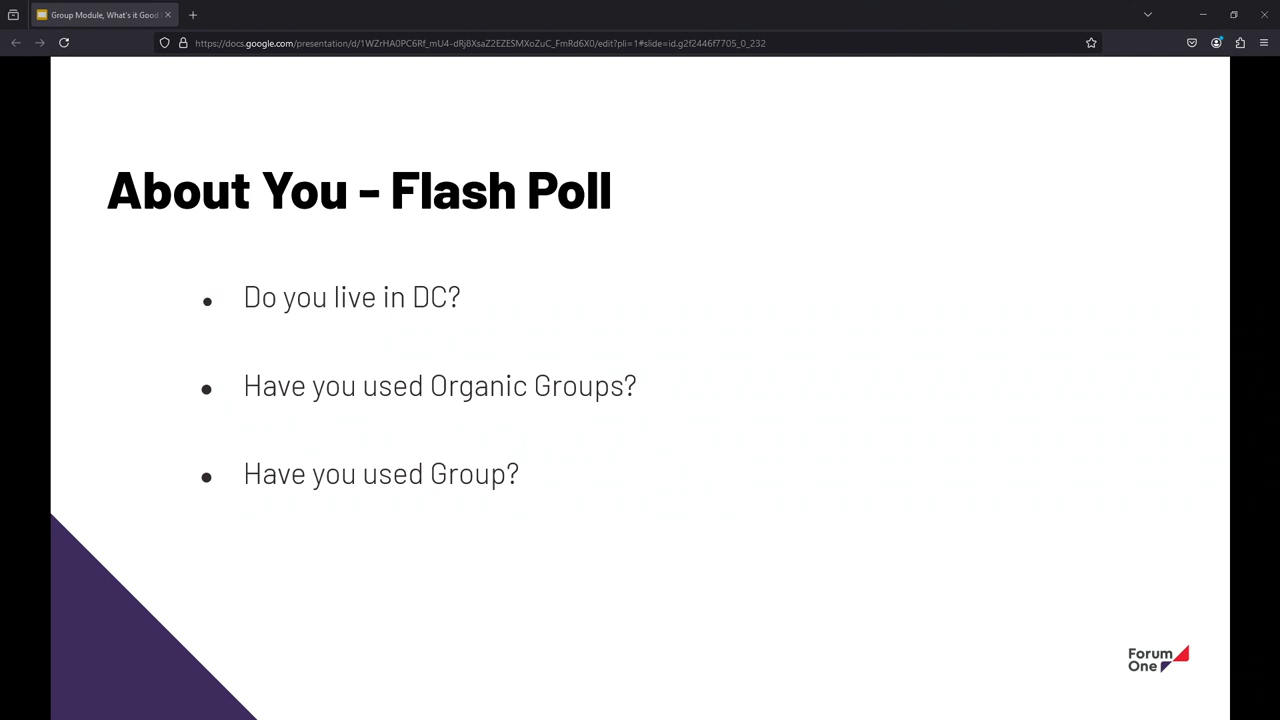 Group Module, What's it Good
https://docs.google.com/presentation/d/1WZrHA0PC6Rf_mU4-dRj8XsaZ2EZESMXoZuC_FmRd6X0/edit?pli=1#slide=id.g2f2446f7705_0_232
About You - Flash Poll
• Do you live in DC?
• Have you used Organic Groups?
• Have you used Group?
Forum
One